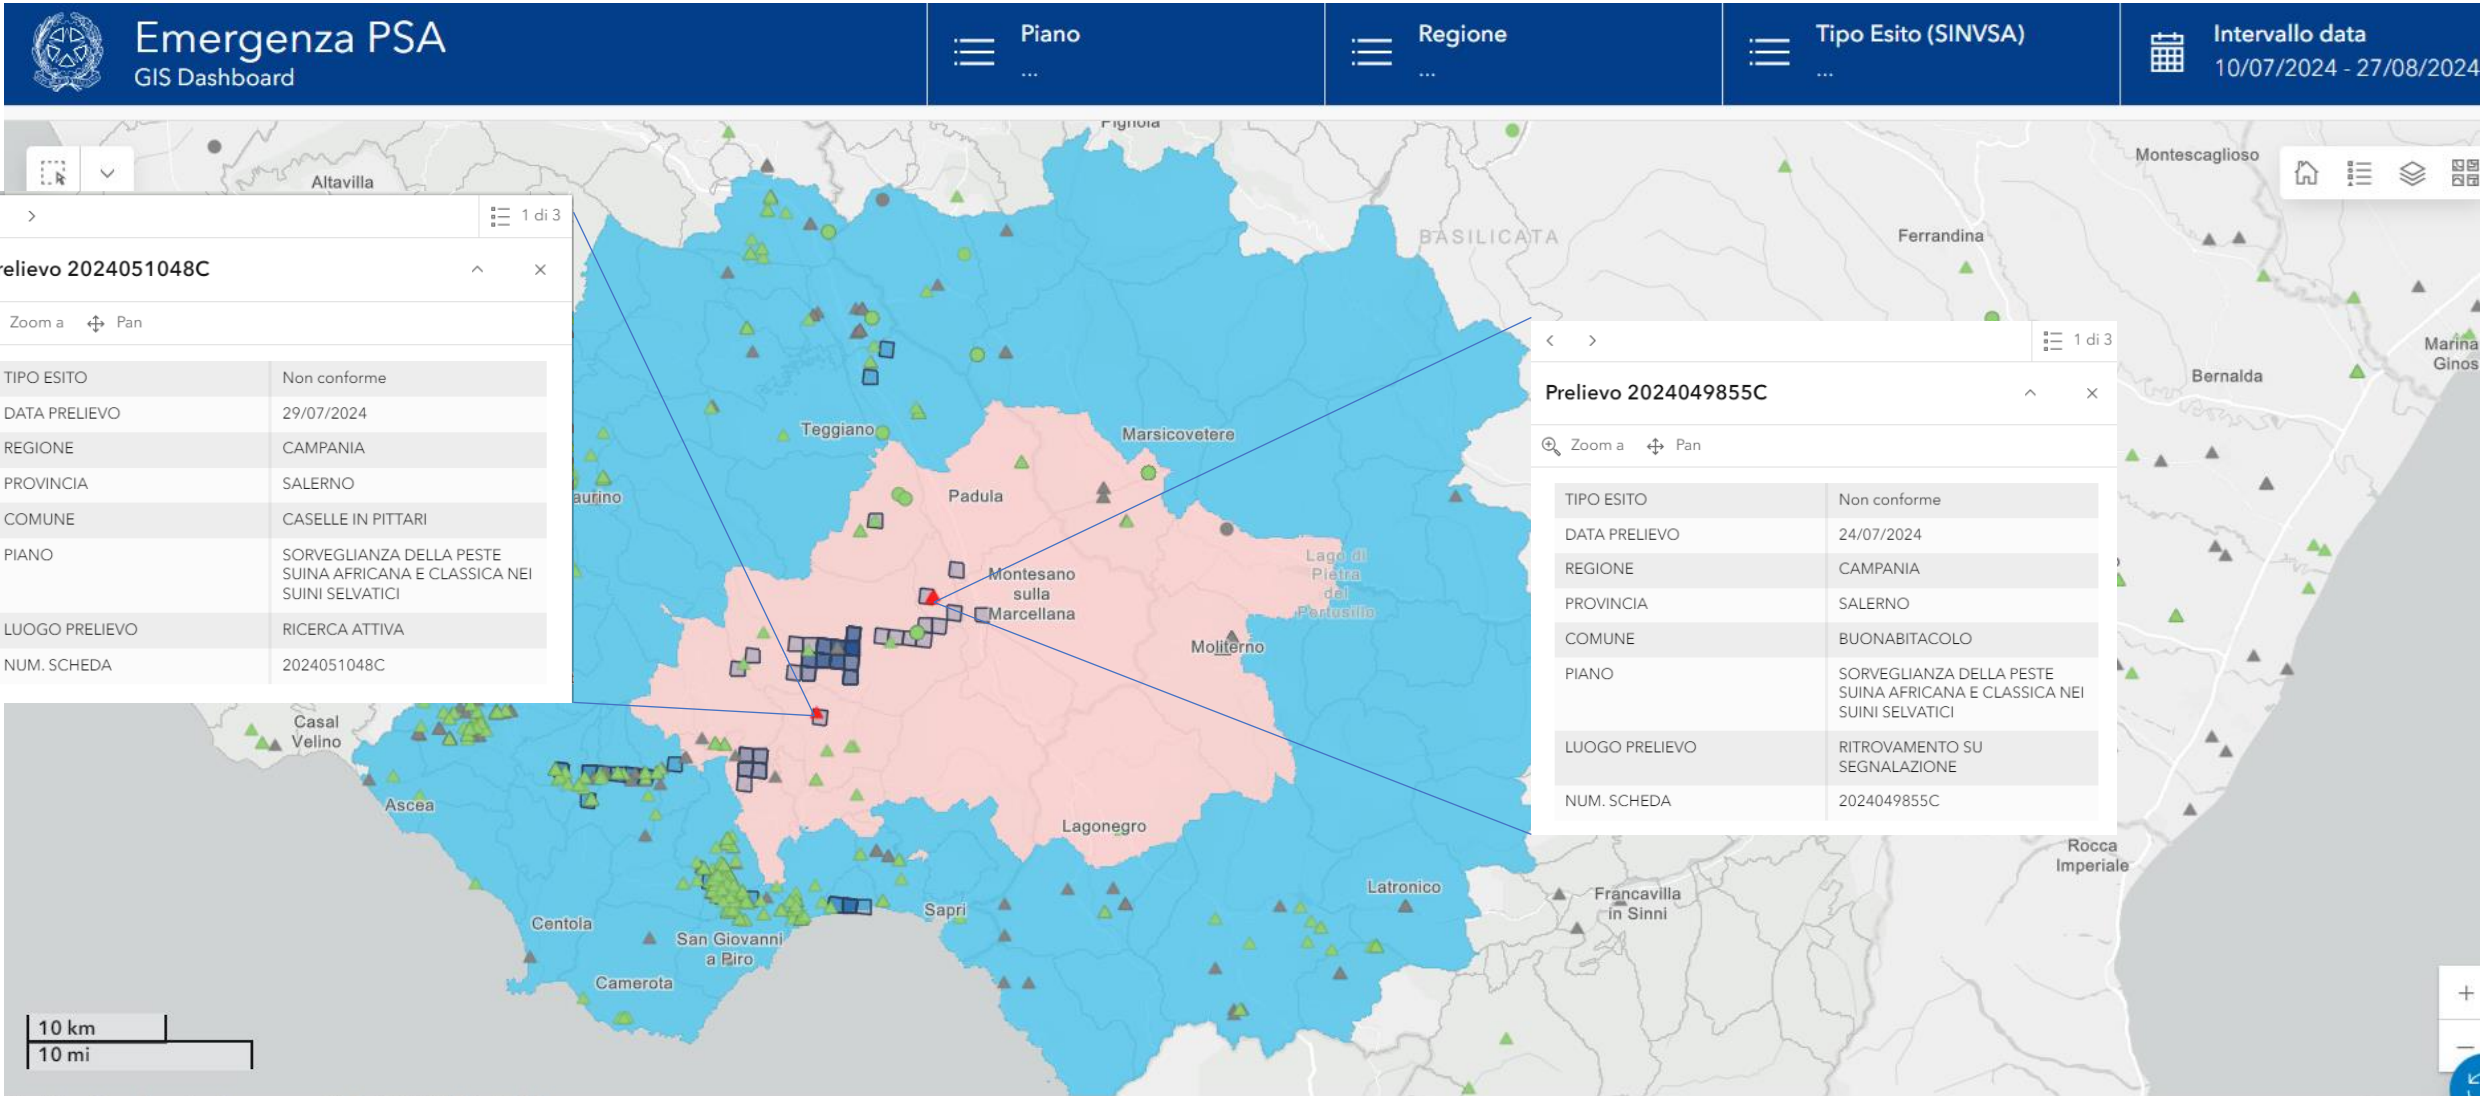 Emergenza PSA
GIS Dashboard
Piano
...
Regione
...
Tipo Esito (SINVSA)
...
Intervallo data
10/07/2024 - 27/08/2024
Pignola
Altavilla
Montescaglioso
BASILICATA
Ferrandina
1 di 3
relievo 2024051048C
Zoom a
Pan
TIPO ESITO Non conforme
DATA PRELIEVO 29/07/2024
REGIONE CAMPANIA
PROVINCIA SALERNO
COMUNE CASELLE IN PITTARI
PIANO SORVEGLIANZA DELLA PESTE
SUINA AFRICANA E CLASSICA NEI
SUINI SELVATICI
LUOGO PRELIEVO RICERCA ATTIVA
NUM. SCHEDA 2024051048C
1 di 3
Prelievo 2024049855C
Zoom a
Pan
TIPO ESITO Non conforme
DATA PRELIEVO 24/07/2024
REGIONE CAMPANIA
PROVINCIA SALERNO
COMUNE BUONABITACOLO
PIANO SORVEGLIANZA DELLA PESTE
SUINA AFRICANA E CLASSICA NEI
SUINI SELVATICI
LUOGO PRELIEVO RITROVAMENTO SU
SEGNALAZIONE
NUM. SCHEDA 2024049855C
Marina
Ginos
Bernalda
Teggiano
Marsicovetere
aurino
Padula
Lago di
Pietra
del
Pertusillo
Montesano
sulla
Marcellana
Moliterno
Casal
Velino
Ascea
Lagonegro
Rocca
Imperiale
Latronico
Francavilla
in Sinni
Sapri
Centola
San Giovanni
a Piro
Camerota
10 km
10 mi